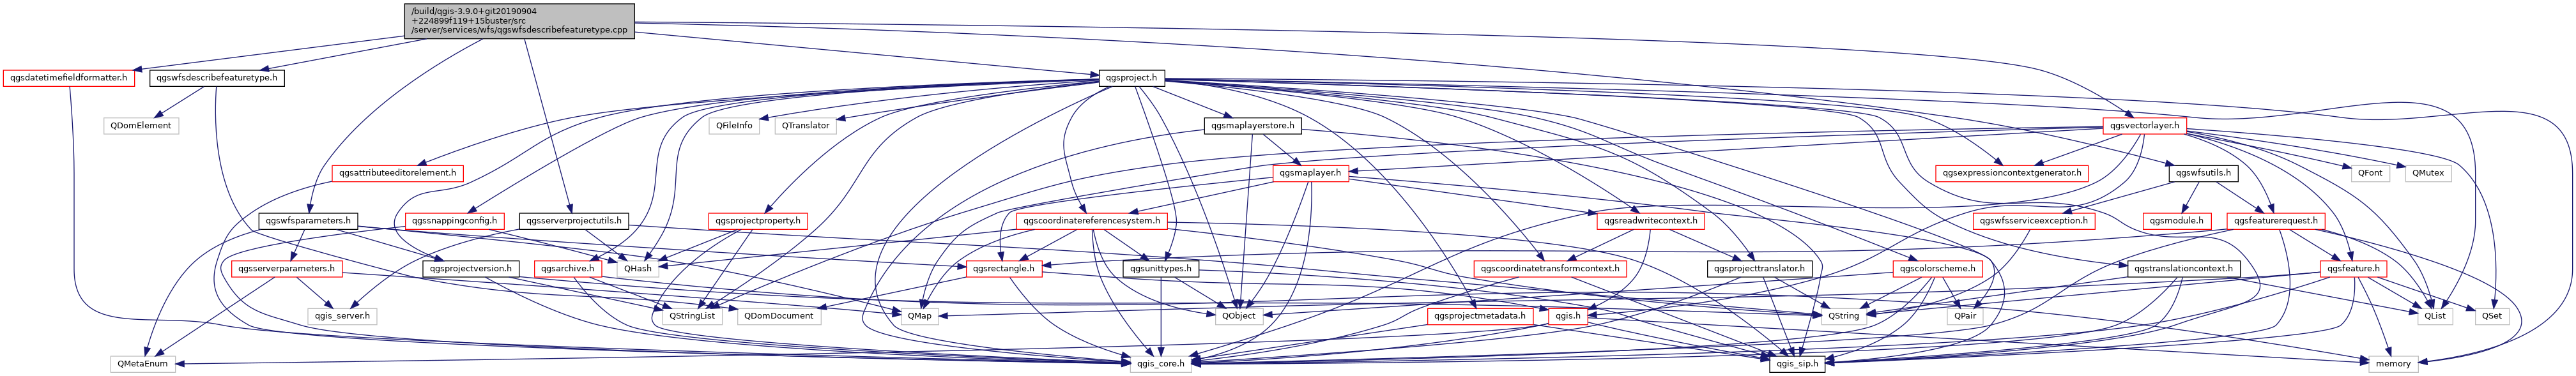 /build/qgis-3.9.0+git20190904
+224899f119+15buster/src
/server/services/wfs/qgswfsdescribefeaturetype.cpp
qgsdatetimefieldformatter.h
qgswfsdescribefeaturetype.h
qgsproject.h
QDomElement
QFileInfo
QTranslator
qgsmaplayerstore.h
qgsvectorlayer.h
qgsattributeeditorelement.h
qgsmaplayer.h
qgsexpressioncontextgenerator.h
qgswfsutils.h
QFont
QMutex
qgswfsparameters.h
qgssnappingconfig.h
qgsserverprojectutils.h
qgsprojectproperty.h
qgscoordinatereferencesystem.h
qgsreadwritecontext.h
qgswfsserviceexception.h
qgsmodule.h
qgsfeaturerequest.h
qgsserverparameters.h
qgsprojectversion.h
qgsarchive.h
QHash
qgsrectangle.h
qgsunittypes.h
qgscoordinatetransformcontext.h
qgsprojecttranslator.h
qgscolorscheme.h
qgstranslationcontext.h
qgsfeature.h
qgis_server.h
QStringList
QDomDocument
QMap
QObject
qgsprojectmetadata.h
qgis.h
QString
QPair
QList
QSet
QMetaEnum
qgis_core.h
qgis_sip.h
memory